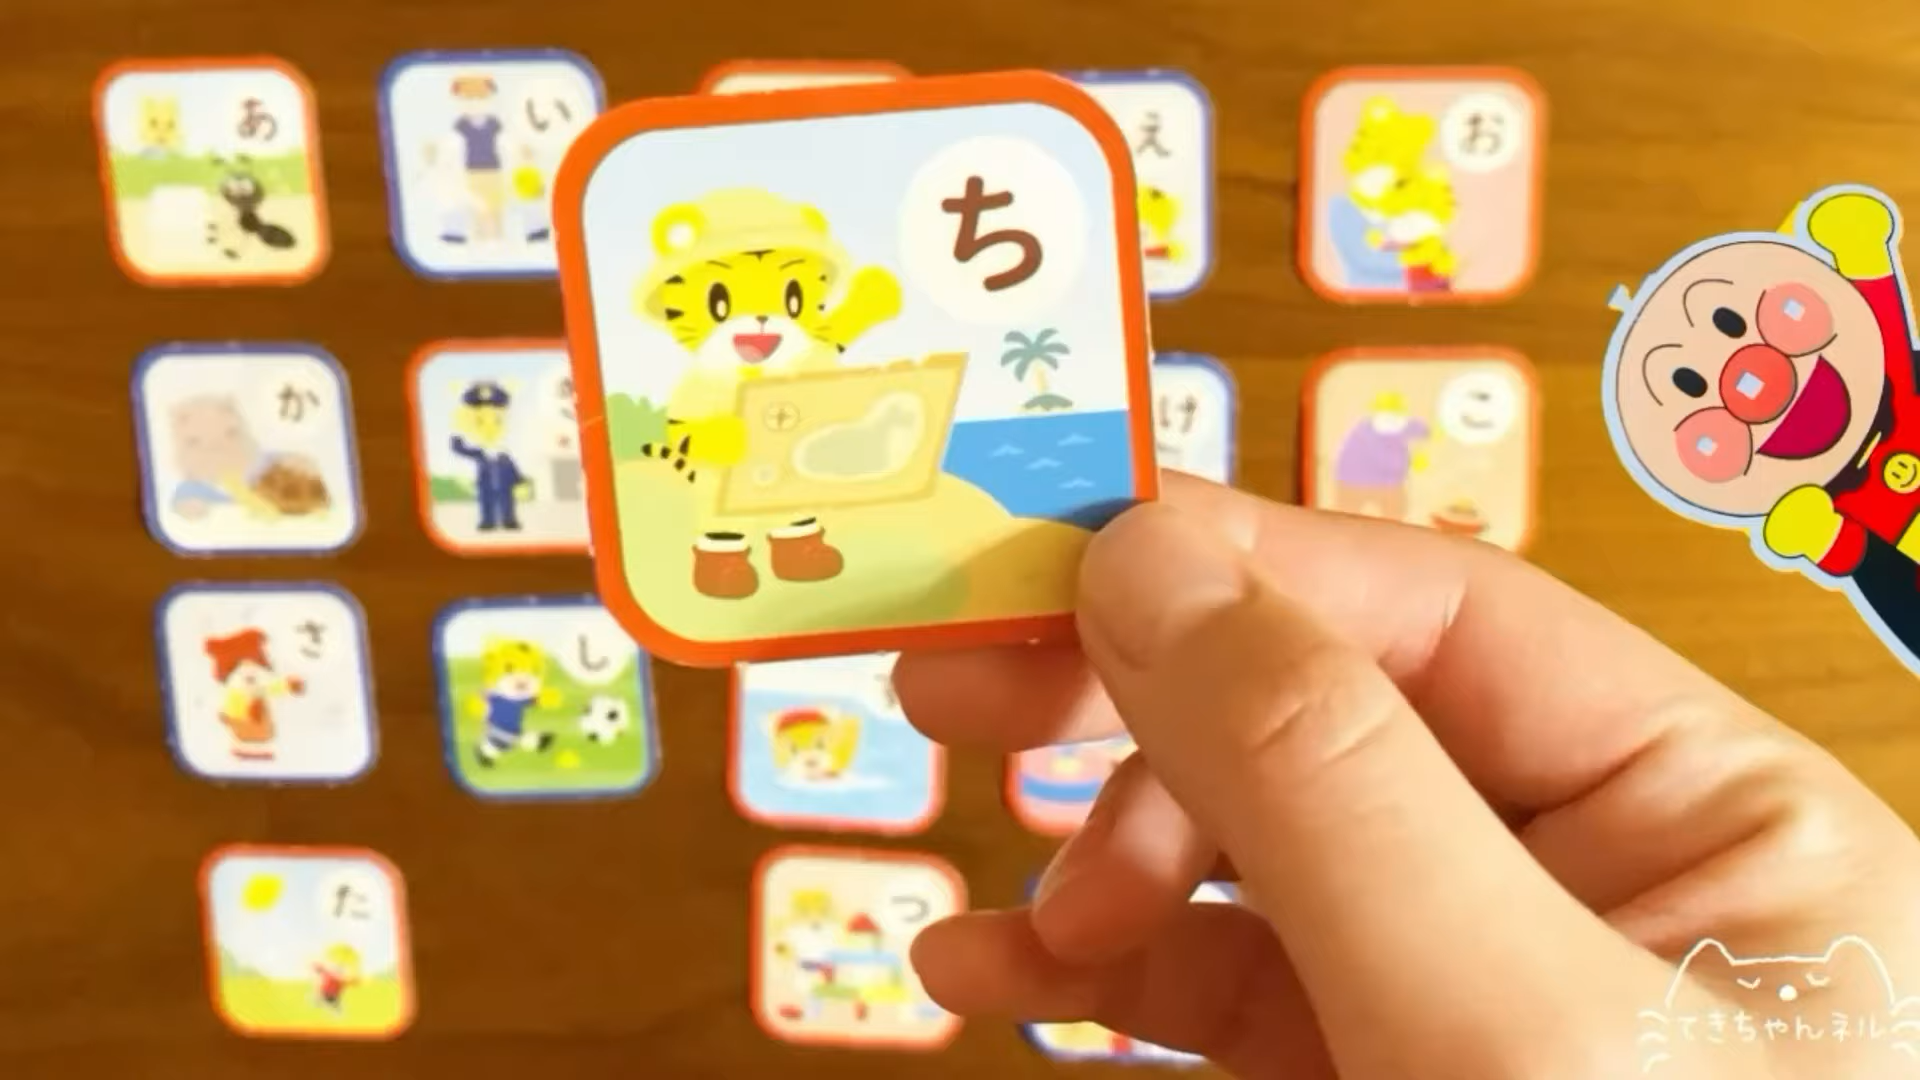 あ
い
え
お
ち
か
き
け
こ
さ
し
た
つ
てきちゃんネル